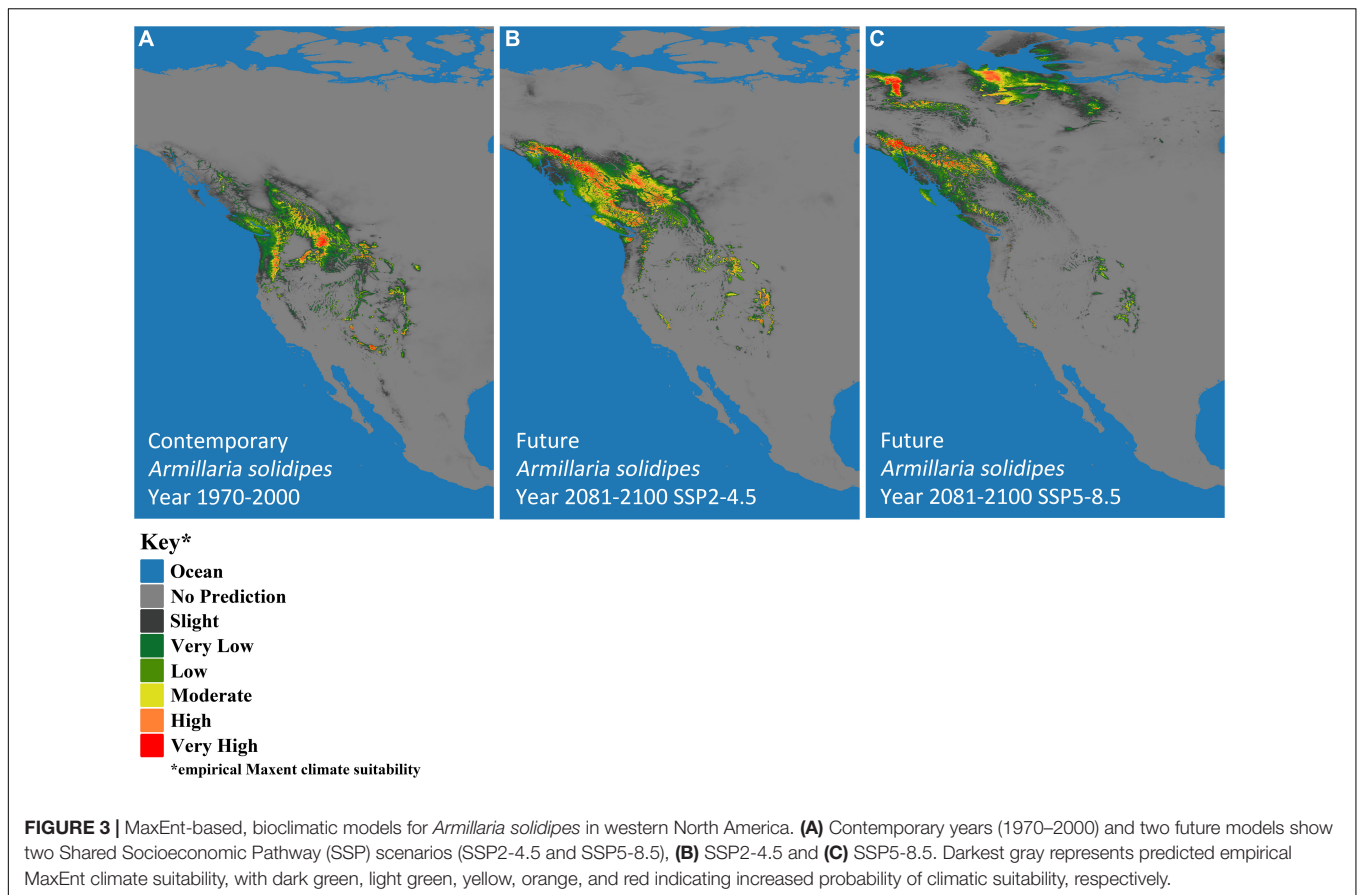 A
B
C
Contemporary
Armillaria solidipes
Year 1970-2000
Future
Armillaria solidipes
Year 2081-2100 SSP2-4.5
Future
Armillaria solidipes
Year 2081-2100 SSP5-8.5
Key*
Ocean
No Prediction
Slight
Very Low
Low
Moderate
High
Very High
*empirical Maxent climate suitability
FIGURE 3 | MaxEnt-based, bioclimatic models for Armillaria solidipes in western North America. (A) Contemporary years (1970–2000) and two future models show
two Shared Socioeconomic Pathway (SSP) scenarios (SSP2-4.5 and SSP5-8.5), (B) SSP2-4.5 and (C) SSP5-8.5. Darkest gray represents predicted empirical
MaxEnt climate suitability, with dark green, light green, yellow, orange, and red indicating increased probability of climatic suitability, respectively.